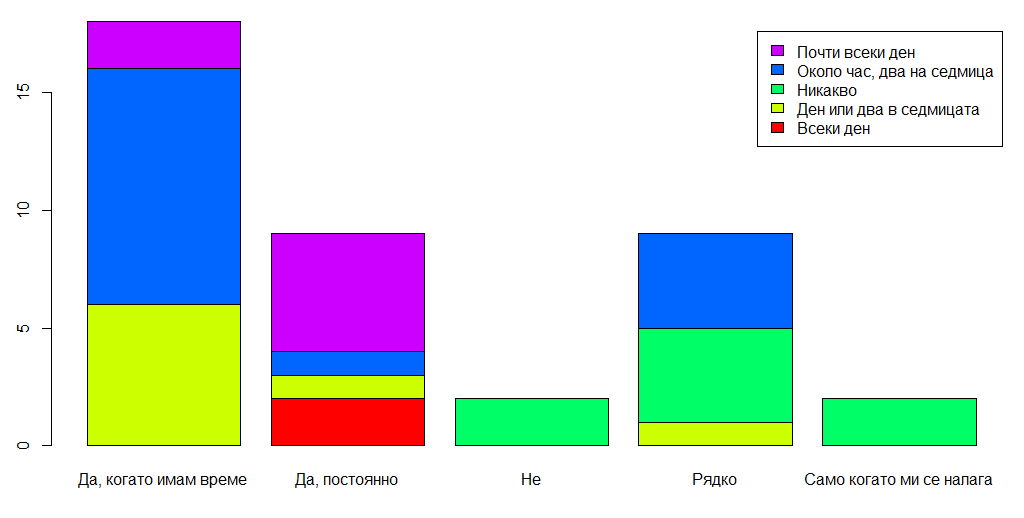 Почти всеки ден
Около час, два на седмица
Никакво
Ден или два в седмицата
Всеки ден
15
10
5
0
Да, когато имам време
Да, постоянно
Не
Рядко
Само когато ми се налага